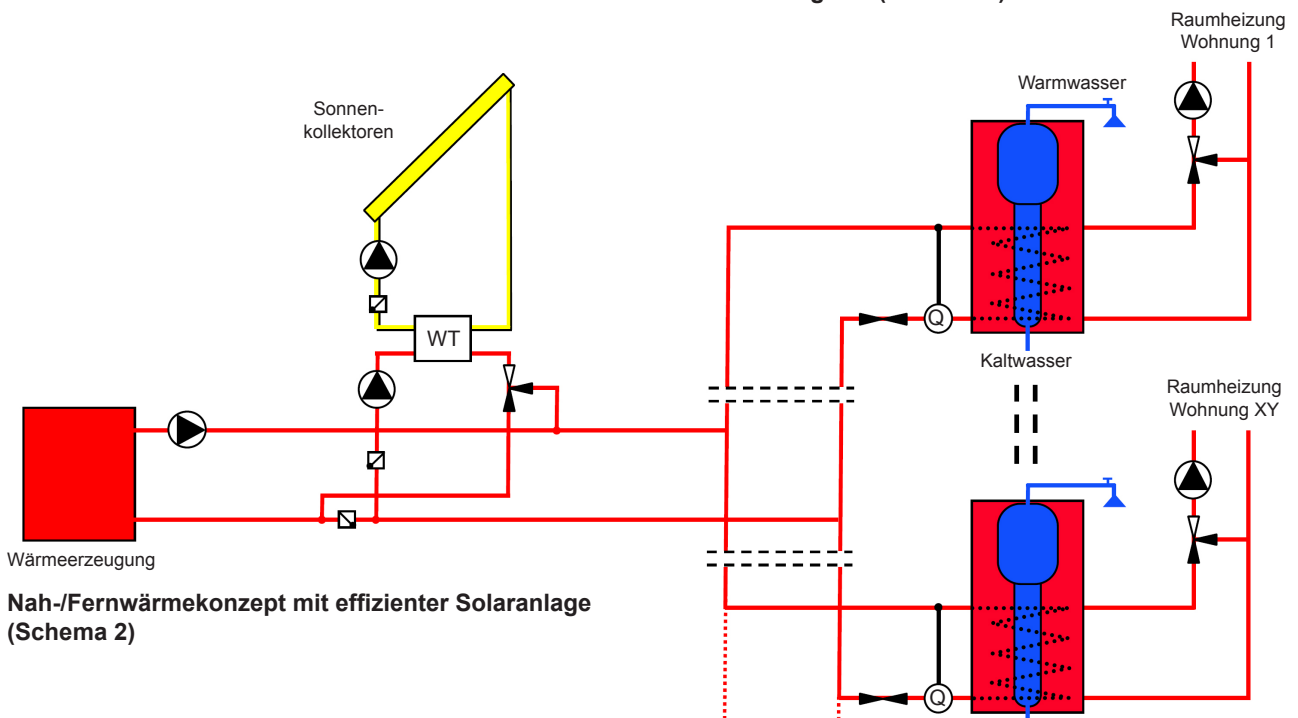 Raumheizung
Wohnung 1
Warmwasser
Sonnen-
kollektoren
WT
Q
Kaltwasser
Raumheizung
Wohnung XY
Wärmeerzeugung
Nah-/Fernwärmekonzept mit effizienter Solaranlage
(Schema 2)
Q